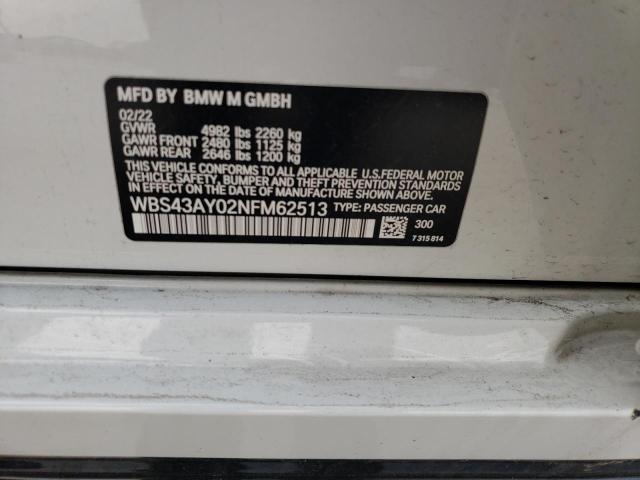 MFD BY BMW M GMBH
02/22
GVWR 4982 lbs 2260 kg
GAWR FRONT 2480 lbs 1125 kg
GAWR REAR 2646 lbs 1200 kg
THIS VEHICLE CONFORMS TO ALL APPLICABLE U.S.FEDERAL MOTOR
VEHICLE SAFETY, BUMPER AND THEFT PREVENTION STANDARDS IN
EFFECT ON THE DATE OF MANUFACTURE SHOWN ABOVE.
WBS43AY02NFM62513 TYPE: PASSENGER CAR
300
7 315 814